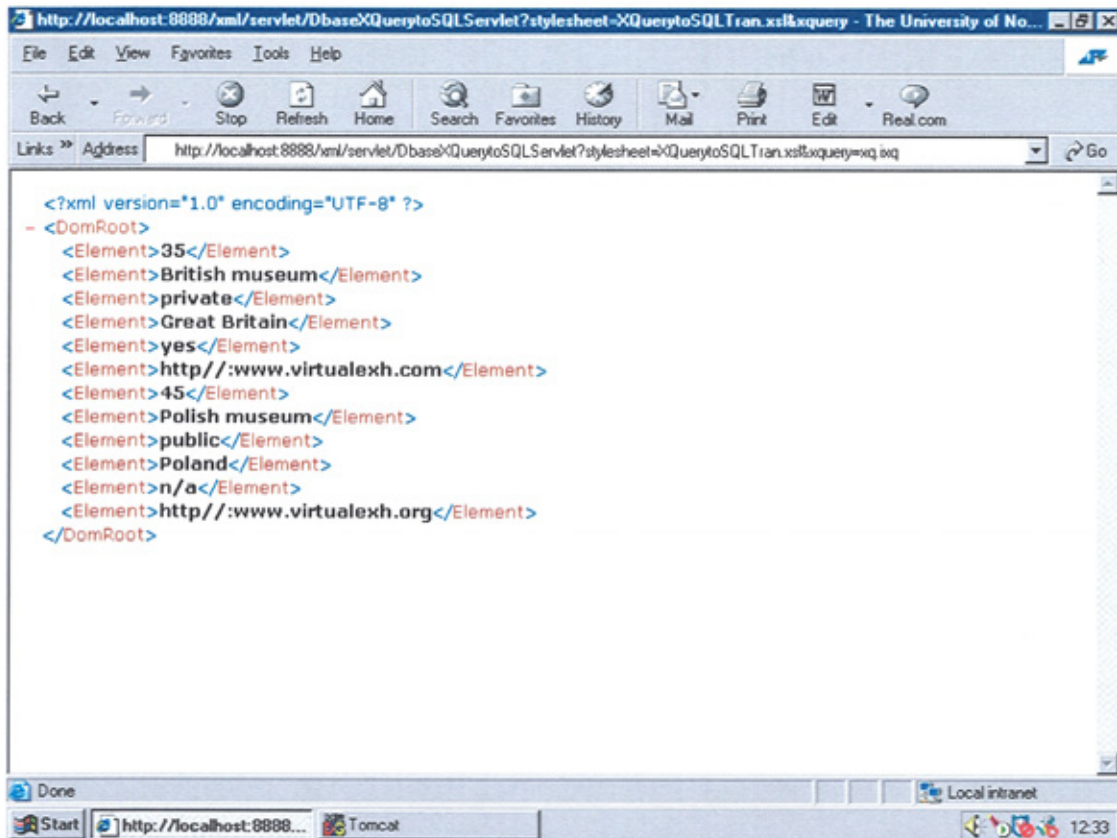 http://localhost:8888/xml/servlet/DbaseXQuerytoSQLServlet?stylesheet=XQuerytoSQLTran.xsl&xquery - The University of No...
File Edit View Favorites Tools Help
Back Forward Stop Refresh Home Search Favorites History Mail Print Edit Real.com
Links » Address http://localhost:8888/xml/servlet/DbaseXQuerytoSQLServlet?stylesheet=XQuerytoSQLTran.xsl&xquery=xq.ixq Go
<?xml version="1.0" encoding="UTF-8" ?>
- <DomRoot>
<Element>35</Element>
<Element>British museum</Element>
<Element>private</Element>
<Element>Great Britain</Element>
<Element>yes</Element>
<Element>http//:www.virtualexh.com</Element>
<Element>45</Element>
<Element>Polish museum</Element>
<Element>public</Element>
<Element>Poland</Element>
<Element>n/a</Element>
<Element>http//:www.virtualexh.org</Element>
</DomRoot>
Done Local intranet
Start http://localhost:8888... Tomcat 12:33